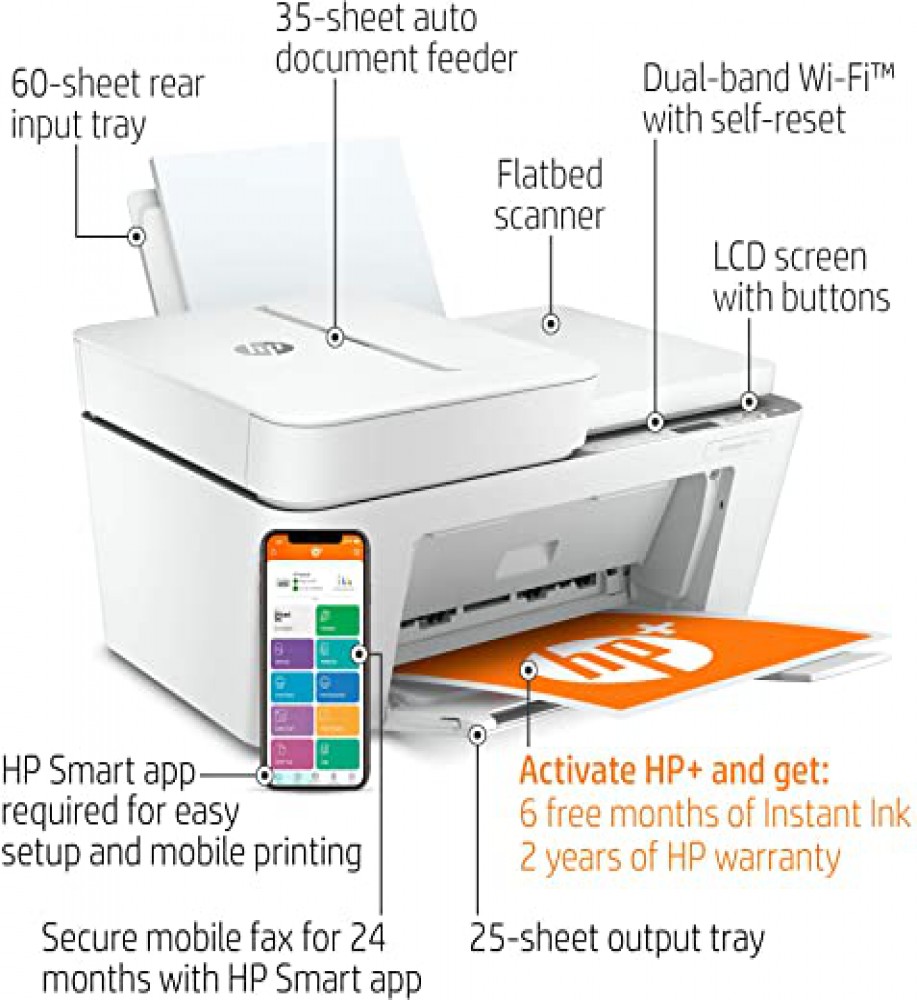 35-sheet auto
document feeder
60-sheet rear
input tray
Dual-band Wi-Fi™
with self-reset
Flatbed
scanner
LCD screen
with buttons
hp
hp+
HP Smart app
required for easy
setup and mobile printing
Activate HP+ and get:
6 free months of Instant Ink
2 years of HP warranty
Secure mobile fax for 24
months with HP Smart app
25-sheet output tray